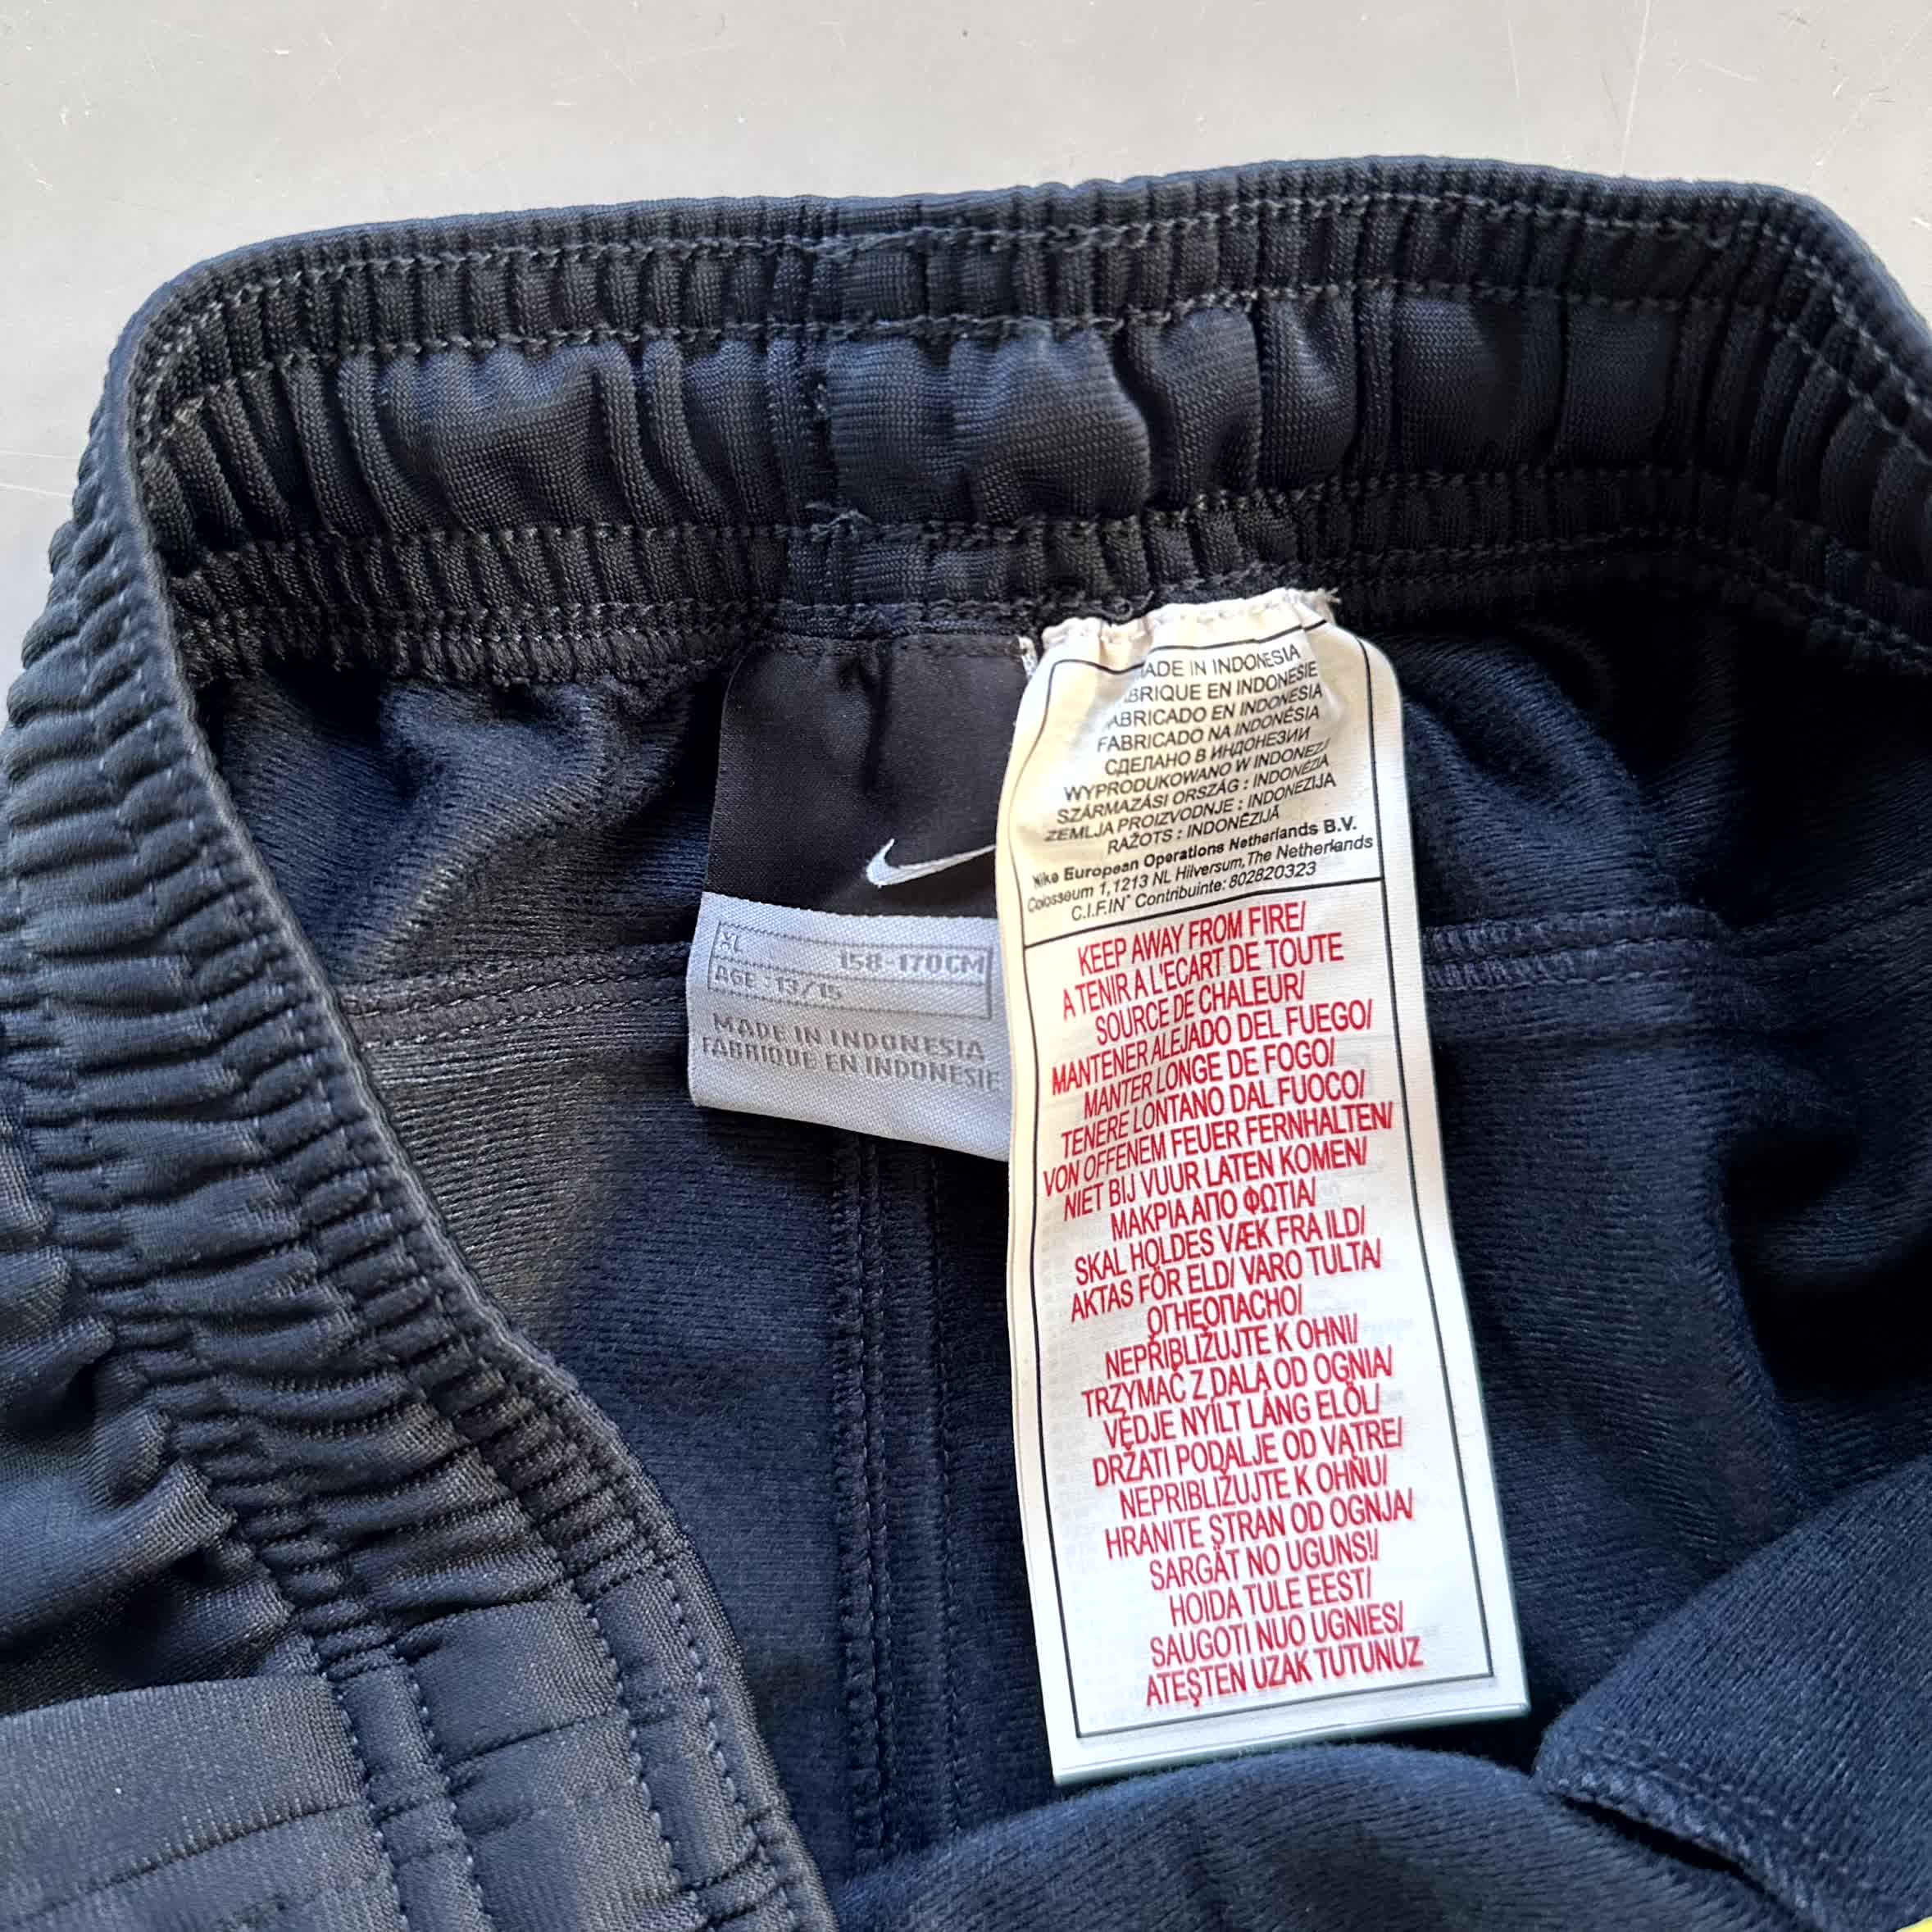 XL
158-170CM
AGE : 13/15
MADE IN INDONESIA
FABRIQUE EN INDONESIE
ADE IN INDONESIA
BRIQUE EN INDONESIE
ABRICADO EN INDONESIA
FABRICADO NA INDONÉSIA
СДЕЛАНО В ИНДОНЕЗИИ
WYPRODUKOWANO W INDONEZJ
SZÁRMAZÁSI ORSZÁG : INDONÉZIA
ZEMLJA PROIZVODNJE : INDONEZIJA
RAŽOTS : INDONĒZIJĀ
Nike European Operations Netherlands B.V.
Colosseum 1,1213 NL Hilversum, The Netherlands
C.I.F.IN° Contribuinte: 802820323
KEEP AWAY FROM FIRE/
A TENIR A L'ECART DE TOUTE
SOURCE DE CHALEUR/
MANTENER ALEJADO DEL FUEGO/
MANTER LONGE DE FOGO/
TENERE LONTANO DAL FUOCO/
VON OFFENEM FEUER FERNHALTEN/
NIET BIJ VUUR LATEN KOMEN/
ΜΑΚΡΙΑ ΑΠΟ ΦΩΤΙΑ/
SKAL HOLDES VÆK FRA ILD/
AKTAS FÖR ELD/ VARO TULTA/
ОГНЕОПАСНО/
NEPŘIBLIŽUJTE K OHNI/
TRZYMAĆ Z DALA OD OGNIA/
VÉDJE NYÍLT LÁNG ELŐL/
DRŽATI PODALJE OD VATRE/
NEPRIBLIŽUJTE K OHŇU/
HRANITE STRAN OD OGNJA/
SARGĀT NO UGUNS!/
HOIDA TULE EEST/
SAUGOTI NUO UGNIES/
ATEŞTEN UZAK TUTUNUZ